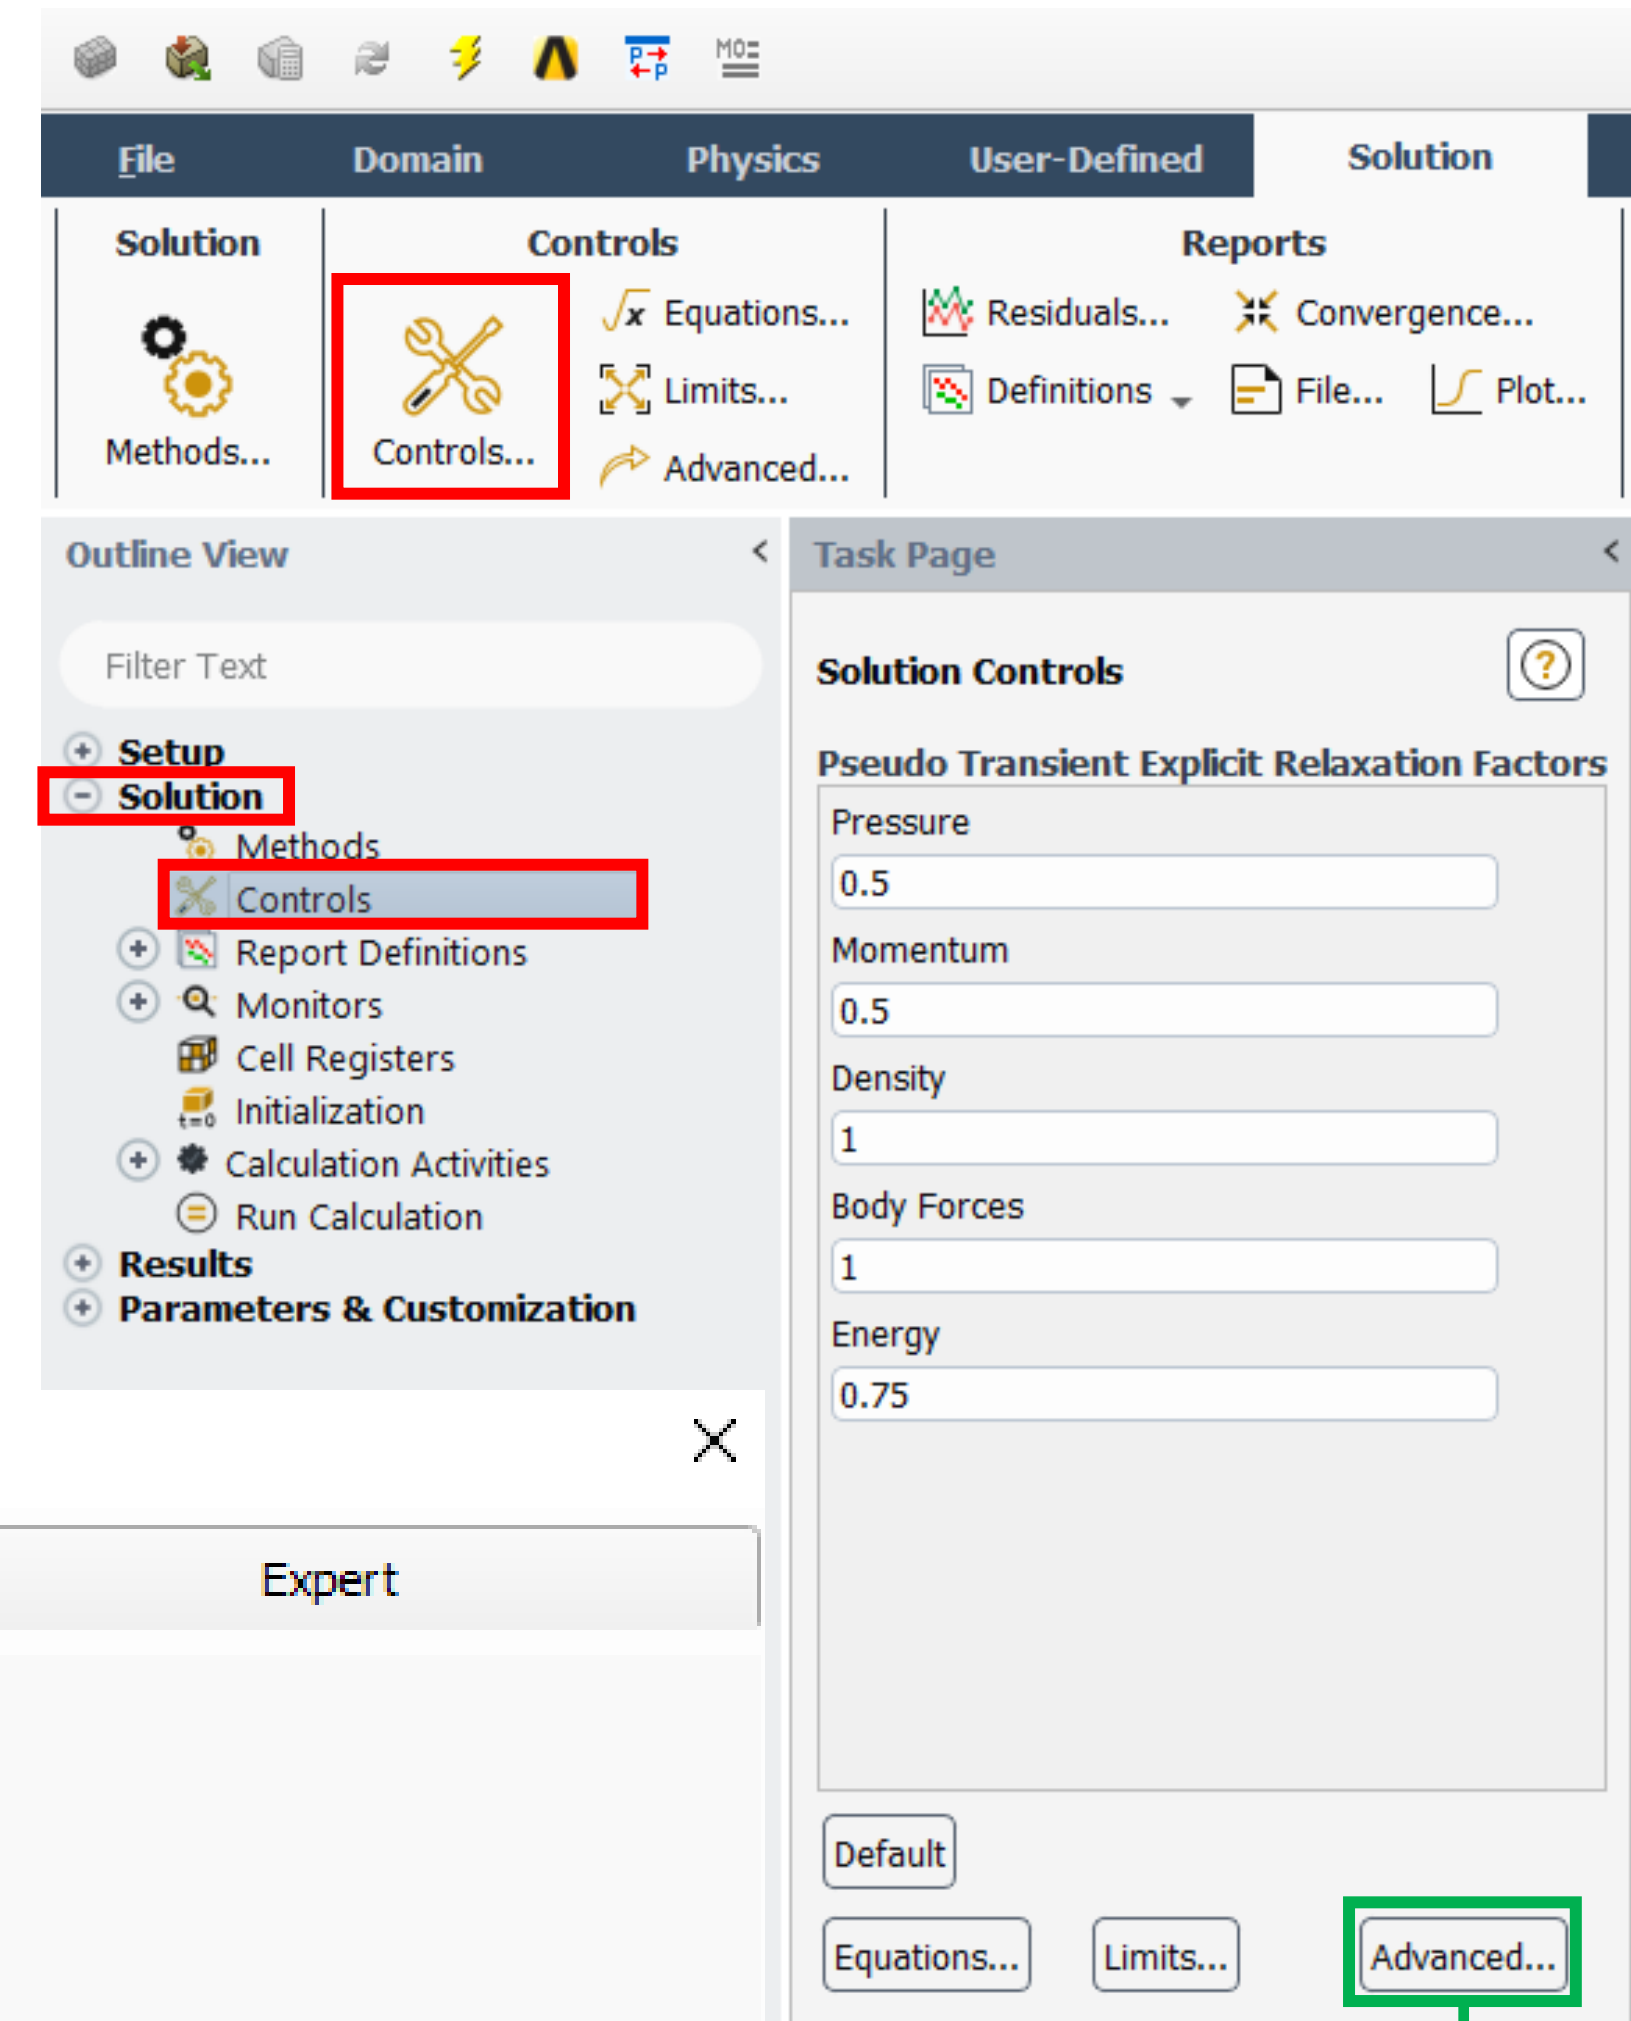 P
P
MO=
File Domain Physics User-Defined Solution
Solution Controls Reports
Methods...
Controls...
x Equations...
Limits...
Advanced...
Residuals... Convergence...
Definitions File... Plot...
Outline View
Filter Text
Setup
Solution
Methods
Controls
Report Definitions
Monitors
Cell Registers
t=0 Initialization
Calculation Activities
Run Calculation
Results
Parameters & Customization
Expert
Task Page
Solution Controls
?
Pseudo Transient Explicit Relaxation Factors
Pressure
0.5
Momentum
0.5
Density
1
Body Forces
1
Energy
0.75
Default
Equations... Limits... Advanced...